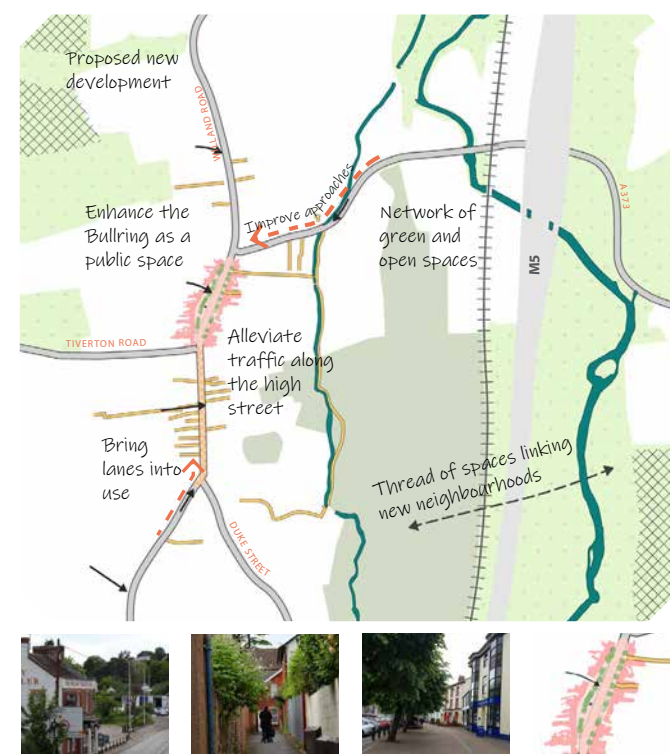 Proposed new
development
WILLAND ROAD
Improve approaches
Enhance the
Bullring as a
public space
Network of
green and
open spaces
A373
M5
TIVERTON ROAD
Alleviate
traffic along
the high
street
Bring
lanes into
use
Thread of spaces linking
new neighbourhoods
DUKE STREET